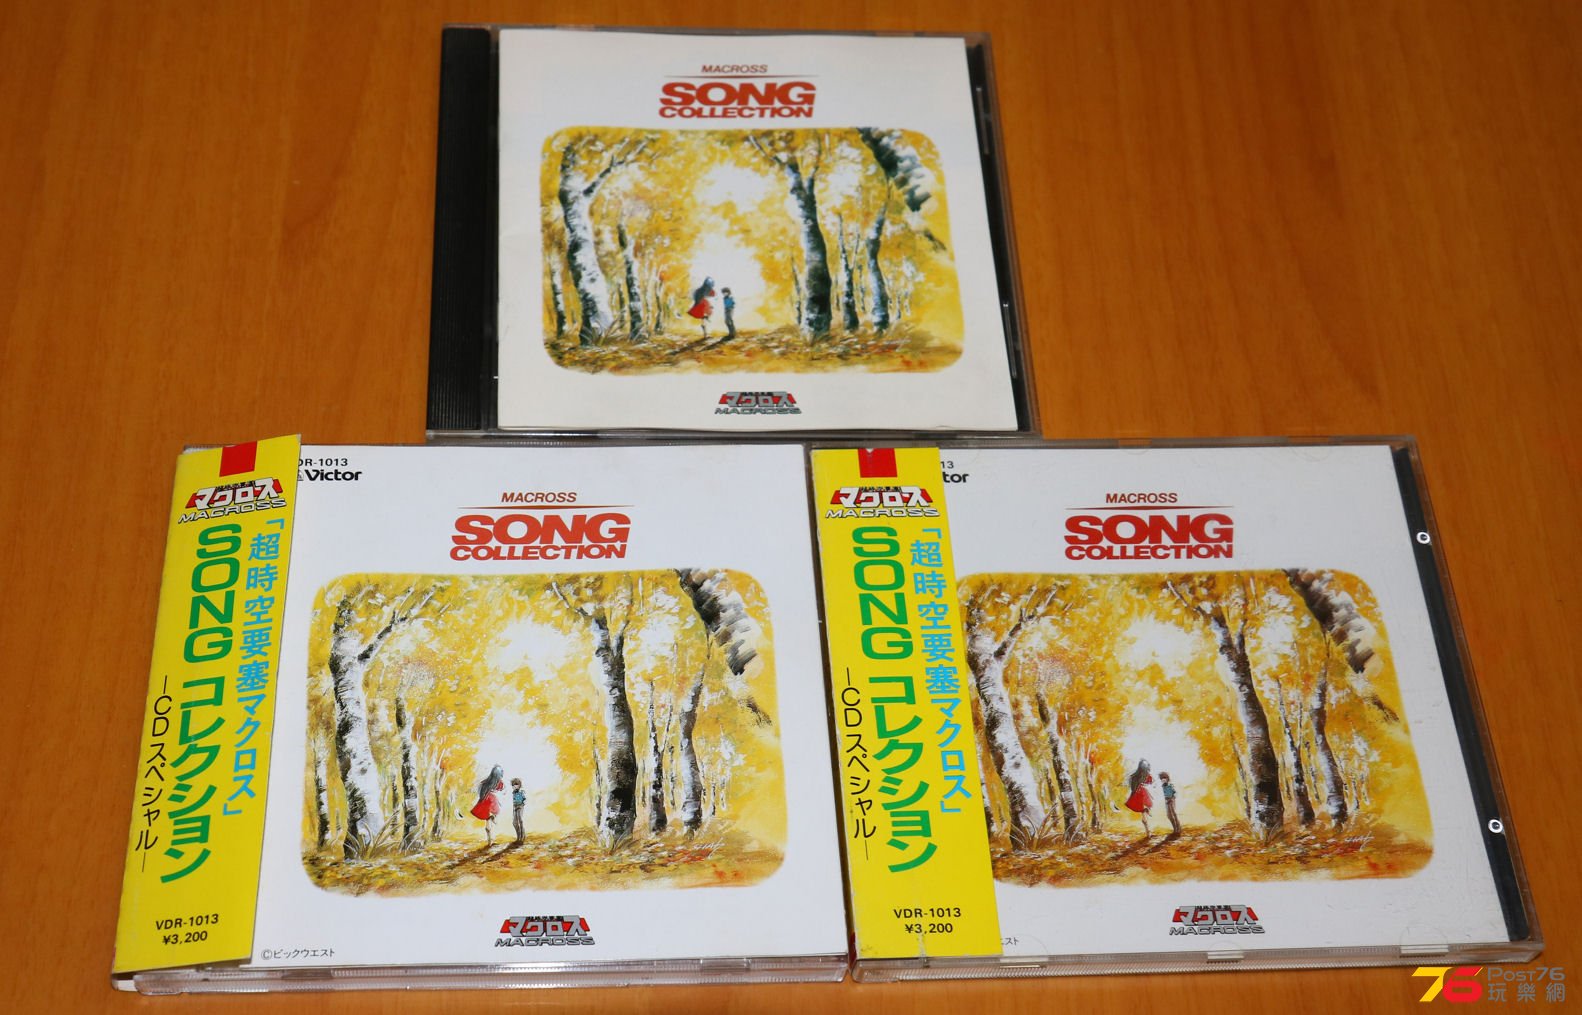 MACROSS
SONG
COLLECTION
マクロス
MACROSS
マクロス
MACROSS
「超時空要塞マクロス」
SONG コレクション
―CDスペシャル―
VDR-1013
¥3,200
DR-1013
Victor
MACROSS
SONG
COLLECTION
マクロス
MACROSS
©ビックウエスト
マクロス
MACROSS
「超時空要塞マクロス」
SONG コレクション
―CDスペシャル―
VDR-1013
¥3,200
13
tor
MACROSS
SONG
COLLECTION
マクロス
MACROSS
スト
76 POST76
玩樂網